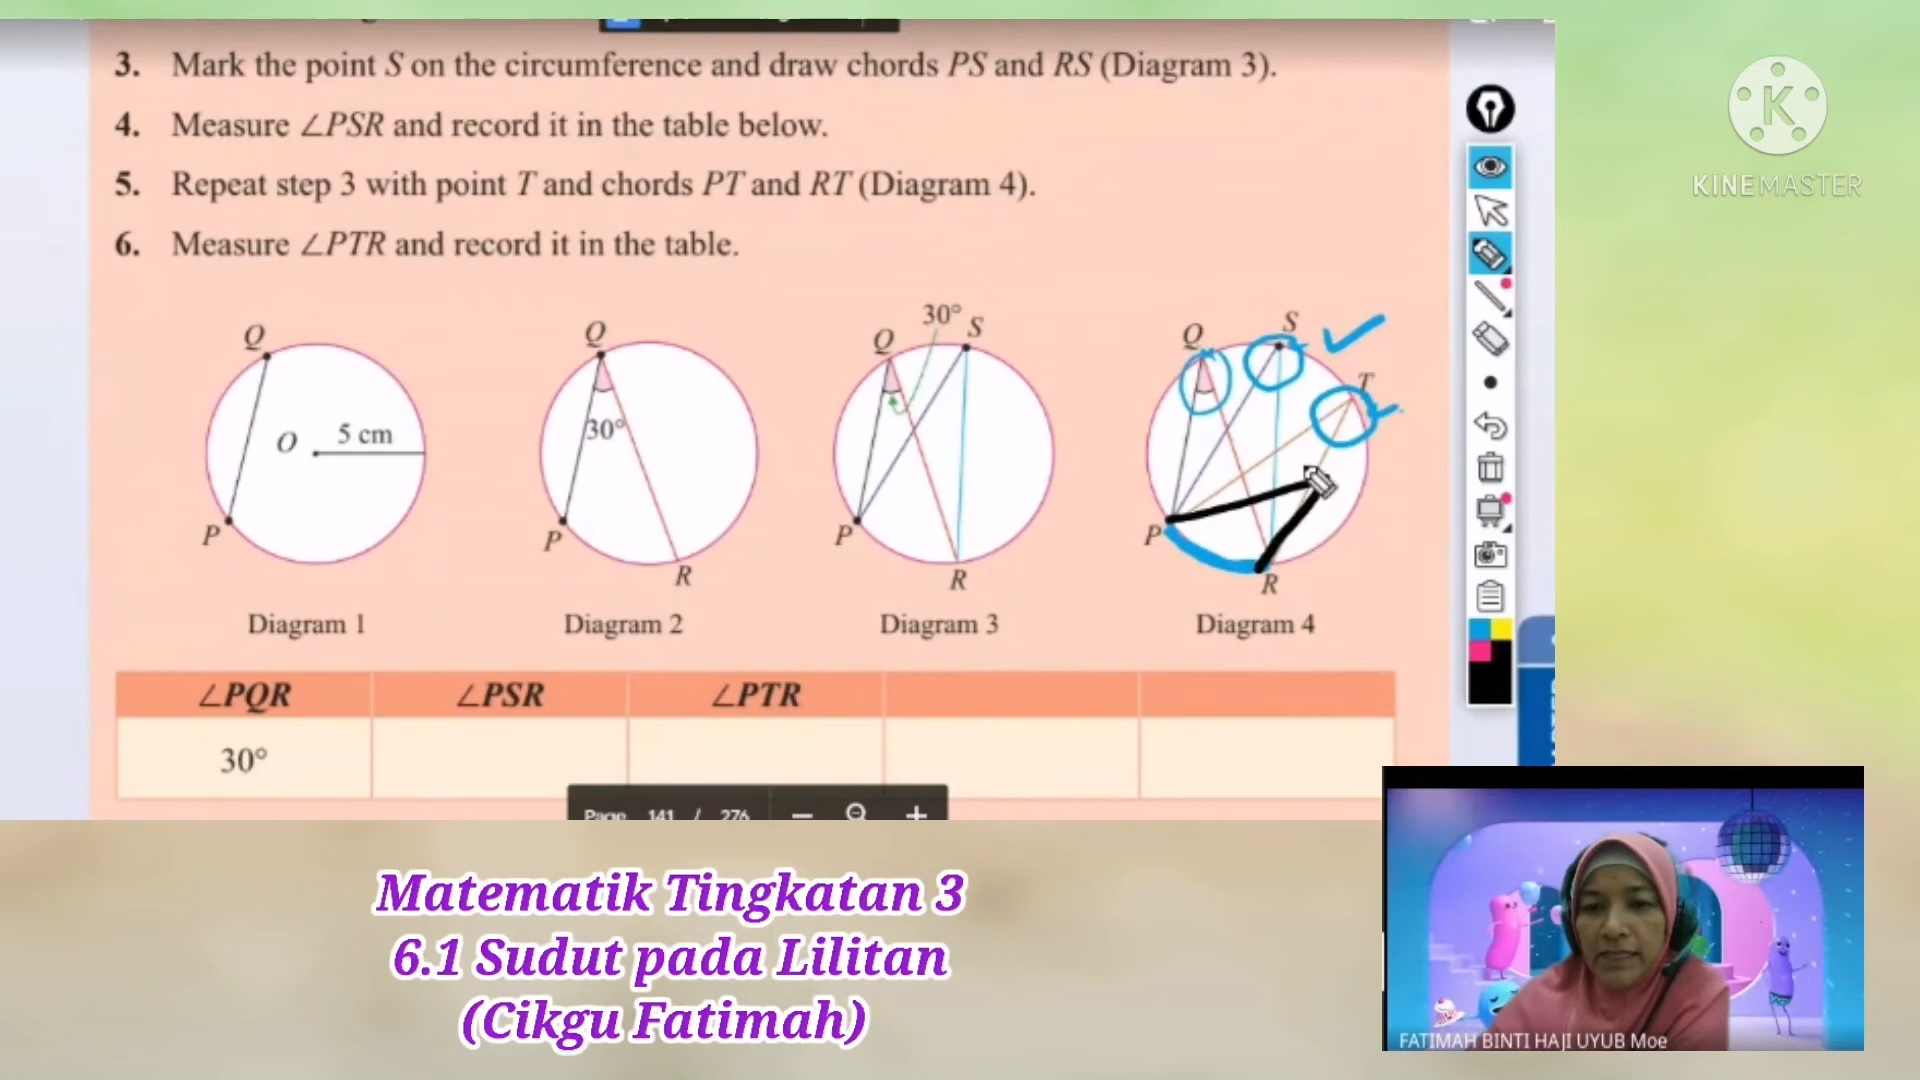 3. Mark the point S on the circumference and draw chords PS and RS (Diagram 3).
4. Measure ∠PSR and record it in the table below.
5. Repeat step 3 with point T and chords PT and RT (Diagram 4).
6. Measure ∠PTR and record it in the table.
KINEMASTER
Q
O 5 cm
P
Diagram 1
Q
30°
P
R
Diagram 2
30°
Q S
P
R
Diagram 3
Q S
T
P
R
Diagram 4
∠PQR ∠PSR ∠PTR
30°
Page 141 / 276
Matematik Tingkatan 3
6.1 Sudut pada Lilitan
(Cikgu Fatimah)
FATIMAH BINTI HAJI UYUB Moe